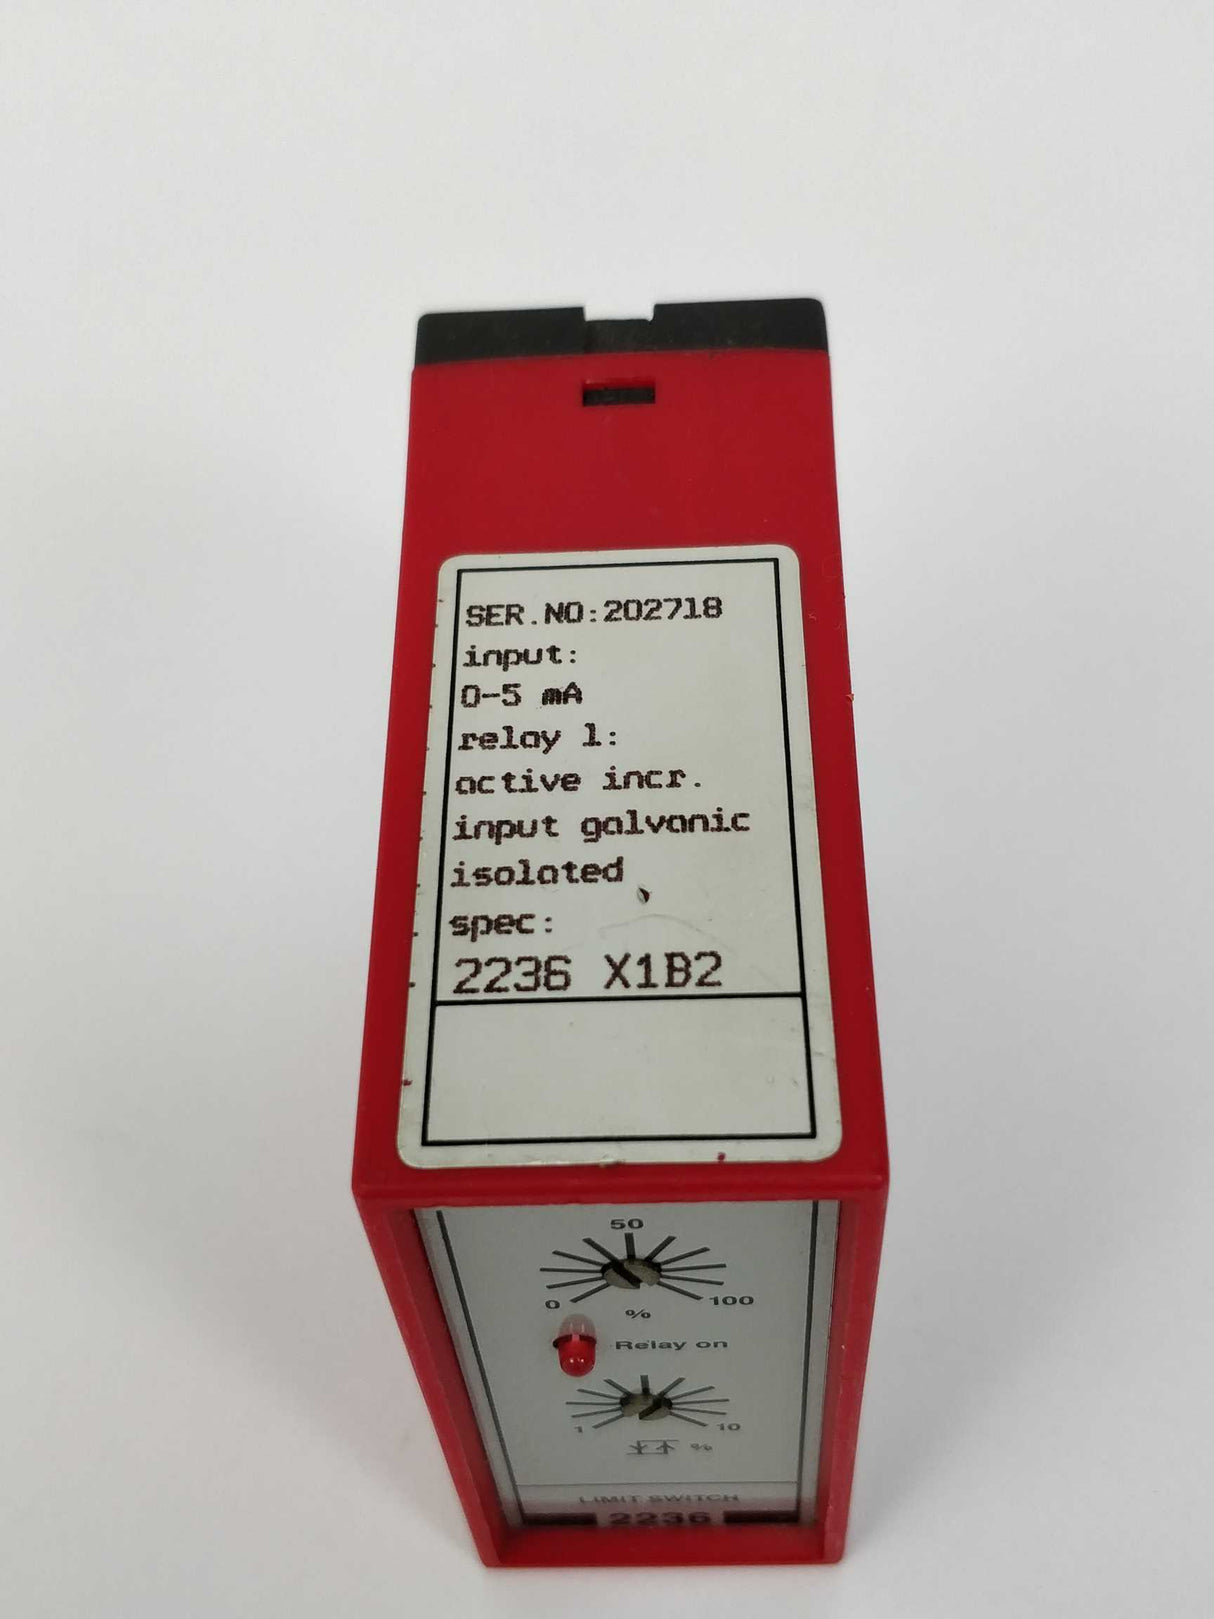 SER.NO:202718
input:
0-5 mA
relay 1:
active incr.
input galvanic
isolated
spec:
2236 X1B2
50
0 100
%
Relay on
1 10
%
LIMIT SWITCH
2236